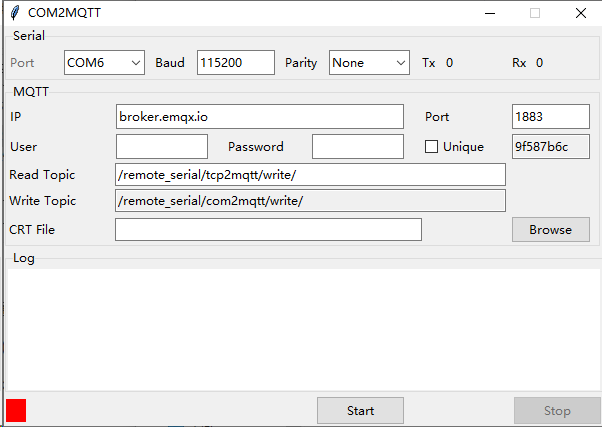 COM2MQTT
Serial
Port COM6 Baud 115200 Parity None Tx 0 Rx 0
MQTT
IP broker.emqx.io Port 1883
User Password Unique 9f587b6c
Read Topic /remote_serial/tcp2mqtt/write/
Write Topic /remote_serial/com2mqtt/write/
CRT File Browse
Log
Start Stop